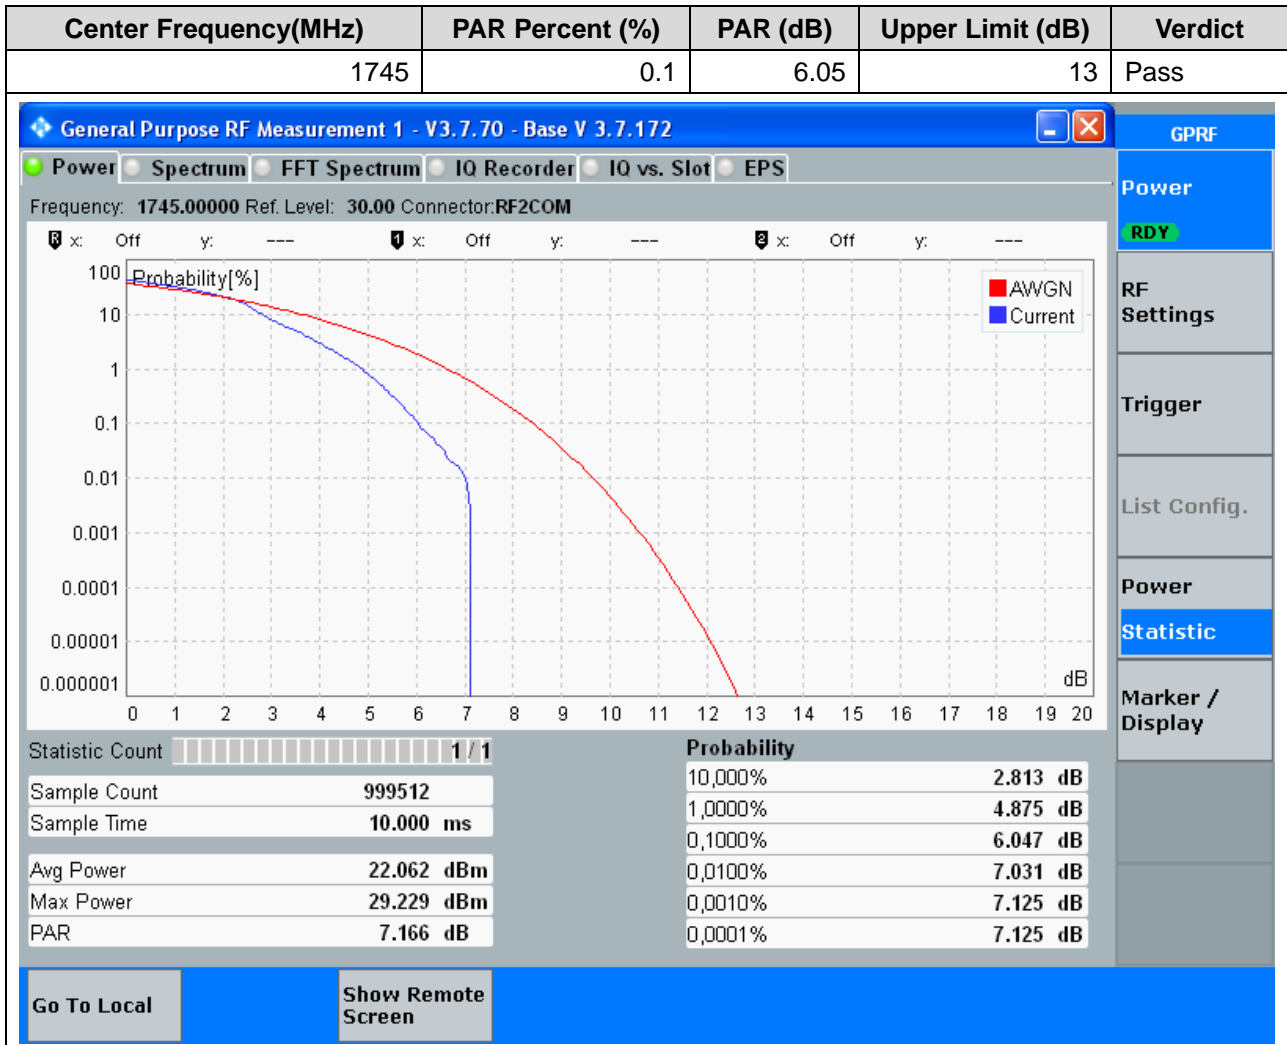 Center Frequency(MHz) PAR Percent (%) PAR (dB) Upper Limit (dB) Verdict
1745 0.1 6.05 13 Pass
General Purpose RF Measurement 1 - V3.7.70 - Base V 3.7.172
GPRF
Power Spectrum FFT Spectrum IQ Recorder IQ vs. Slot EPS
Power
RDY
Frequency: 1745.00000 Ref. Level: 30.00 Connector:RF2COM
R x: Off y: --- 1 x: Off y: --- 2 x: Off y: ---
Probability[%]
100
10
1
0.1
0.01
0.001
0.0001
0.00001
0.000001
AWGN
Current
dB
0 1 2 3 4 5 6 7 8 9 10 11 12 13 14 15 16 17 18 19 20
RF
Settings
Trigger
List Config.
Power
Statistic
Marker /
Display
Statistic Count 1 / 1
Sample Count 999512
Sample Time 10.000 ms
Avg Power 22.062 dBm
Max Power 29.229 dBm
PAR 7.166 dB
Probability
10,000% 2.813 dB
1,0000% 4.875 dB
0,1000% 6.047 dB
0,0100% 7.031 dB
0,0010% 7.125 dB
0,0001% 7.125 dB
Go To Local
Show Remote
Screen